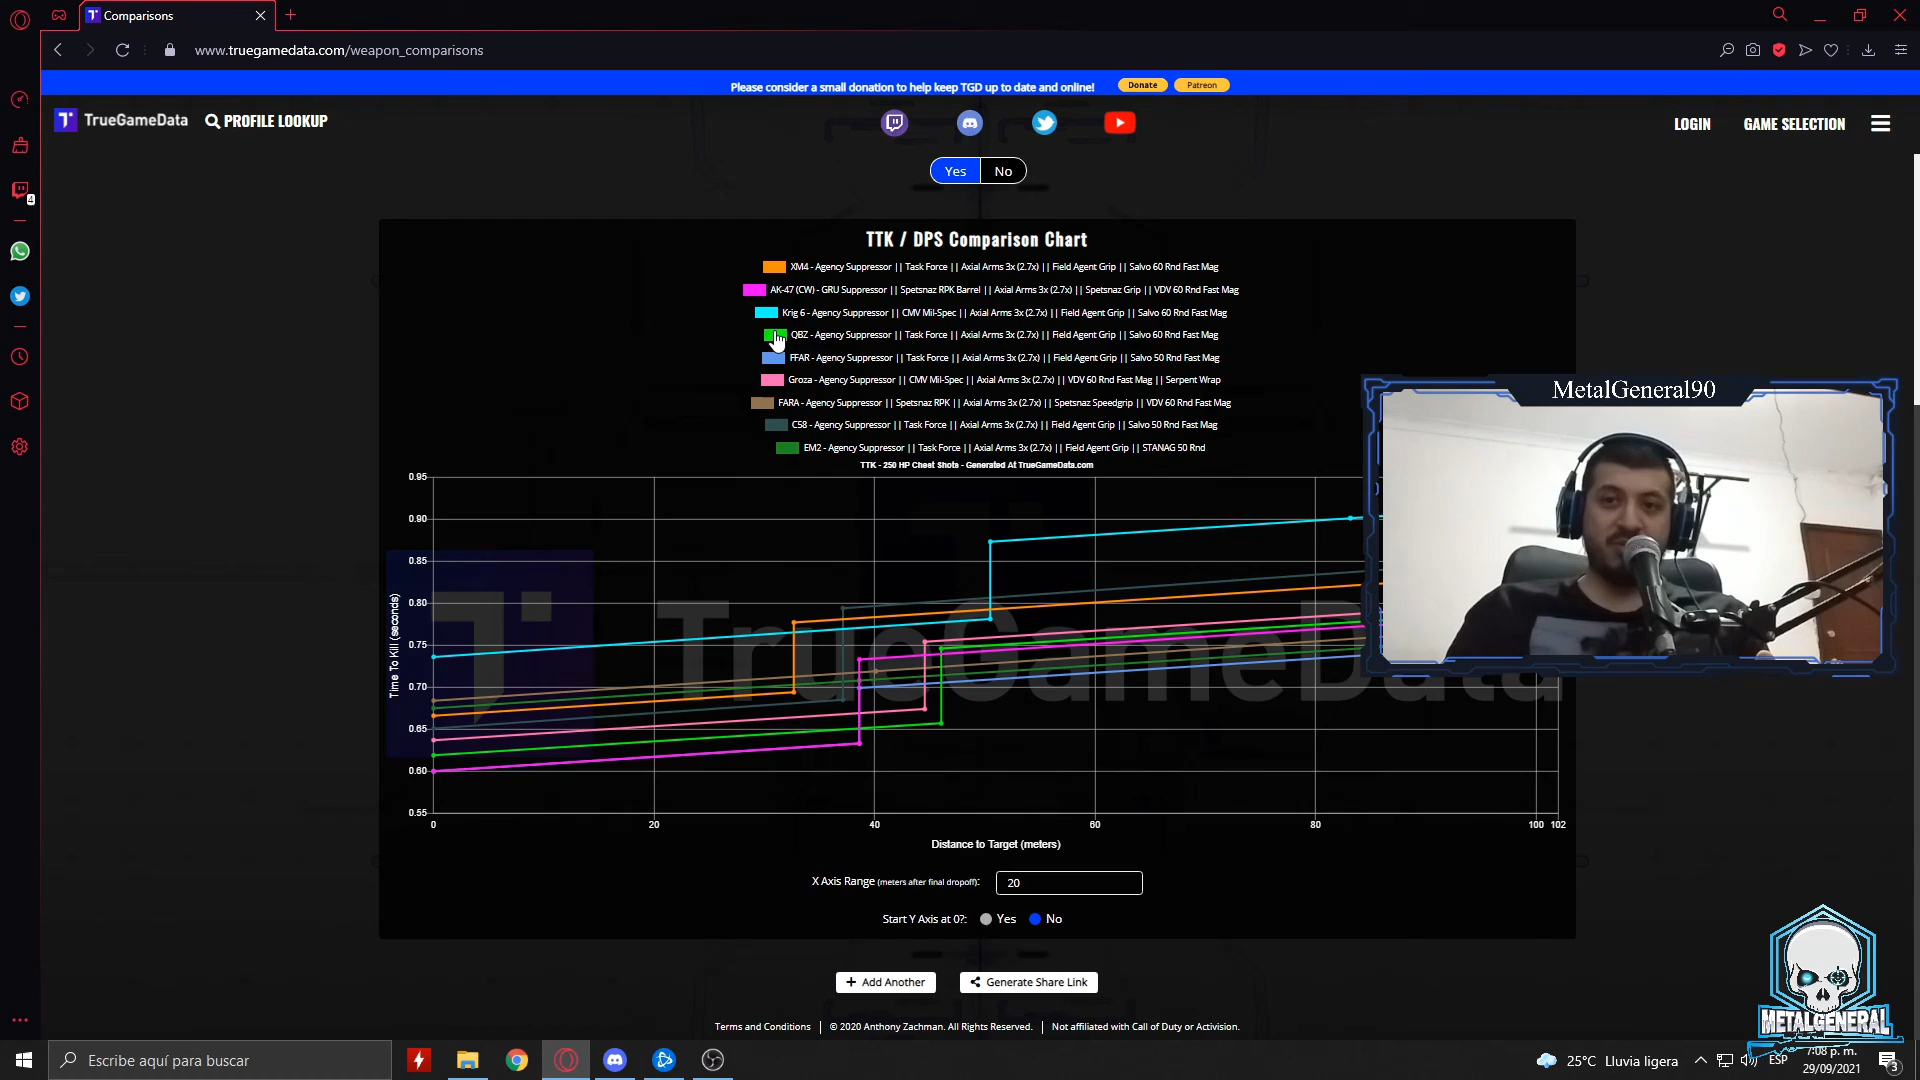 Comparisons
www.truegamedata.com/weapon_comparisons
Please consider a small donation to help keep TGD up to date and online!
Donate
Patreon
TrueGameData
PROFILE LOOKUP
LOGIN
GAME SELECTION
4
Yes
No
TTK / DPS Comparison Chart
XM4 - Agency Suppressor || Task Force || Axial Arms 3x (2.7x) || Field Agent Grip || Salvo 60 Rnd Fast Mag
AK-47 (CW) - GRU Suppressor || Spetsnaz RPK Barrel || Axial Arms 3x (2.7x) || Spetsnaz Grip || VDV 60 Rnd Fast Mag
Krig 6 - Agency Suppressor || CMV Mil-Spec || Axial Arms 3x (2.7x) || Field Agent Grip || Salvo 60 Rnd Fast Mag
QBZ - Agency Suppressor || Task Force || Axial Arms 3x (2.7x) || Field Agent Grip || Salvo 60 Rnd Fast Mag
FFAR - Agency Suppressor || Task Force || Axial Arms 3x (2.7x) || Field Agent Grip || Salvo 50 Rnd Fast Mag
Groza - Agency Suppressor || CMV Mil-Spec || Axial Arms 3x (2.7x) || VDV 60 Rnd Fast Mag || Serpent Wrap
FARA - Agency Suppressor || Spetsnaz RPK || Axial Arms 3x (2.7x) || Spetsnaz Speedgrip || VDV 60 Rnd Fast Mag
C58 - Agency Suppressor || Task Force || Axial Arms 3x (2.7x) || Field Agent Grip || Salvo 50 Rnd Fast Mag
EM2 - Agency Suppressor || Task Force || Axial Arms 3x (2.7x) || Field Agent Grip || STANAG 50 Rnd
TTK - 250 HP Chest Shots - Generated At TrueGameData.com
MetalGeneral90
0.95
0.90
0.85
0.80
0.75
0.70
0.65
0.60
0.55
Time To Kill (seconds)
TrueGameData
0 20 40 60 80 100 102
Distance to Target (meters)
X Axis Range (meters after final dropoff): 20
Start Y Axis at 0?: Yes No
+ Add Another
Generate Share Link
Terms and Conditions | © 2020 Anthony Zachman. All Rights Reserved. | Not affiliated with Call of Duty or Activision.
METALGENERAL
Escribe aquí para buscar
25°C Lluvia ligera
ESP
7:08 p. m.
29/09/2021
3